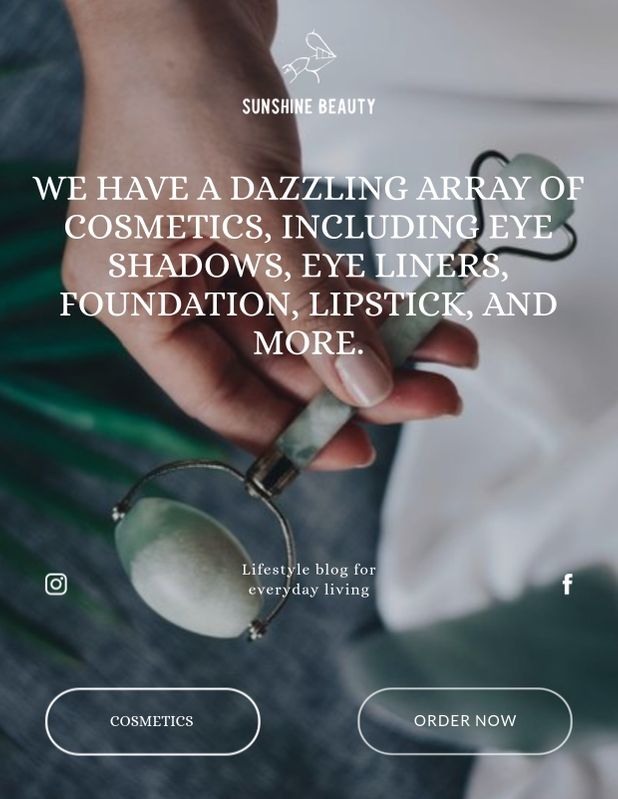 SUNSHINE BEAUTY
WE HAVE A DAZZLING ARRAY OF
COSMETICS, INCLUDING EYE
SHADOWS, EYE LINERS,
FOUNDATION, LIPSTICK, AND
MORE.
Lifestyle blog for
everyday living
COSMETICS
ORDER NOW